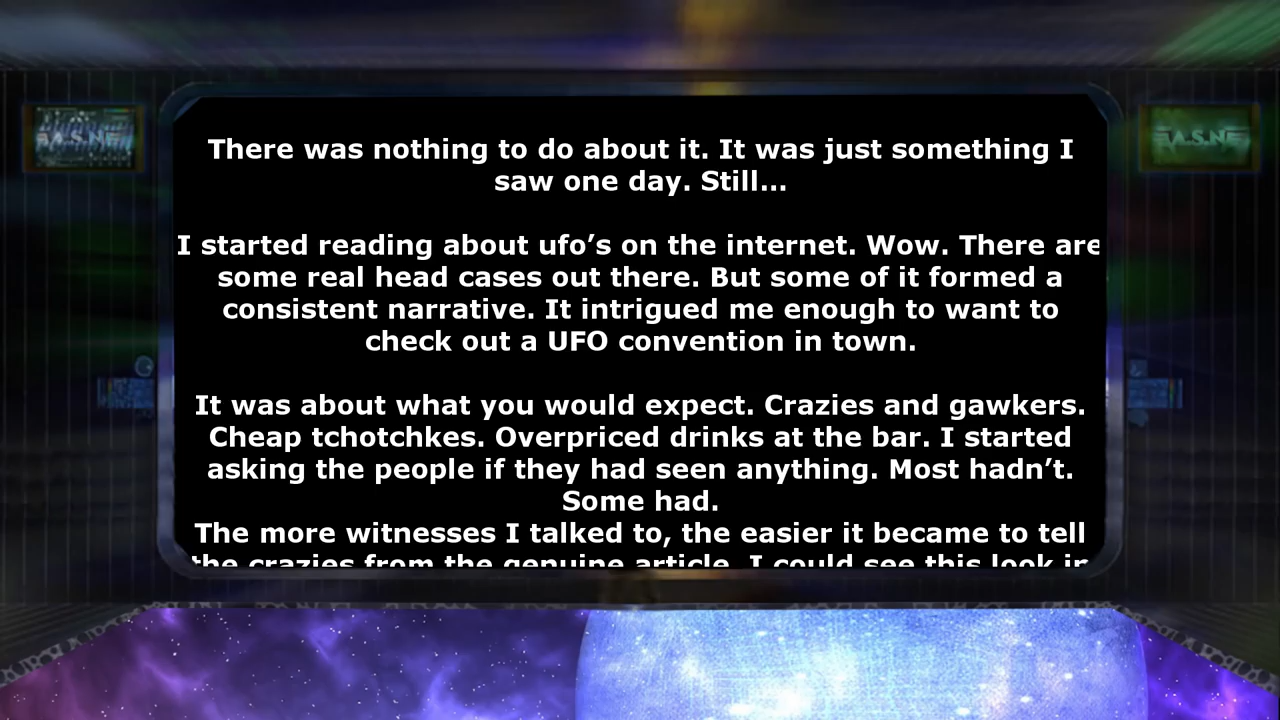 There was nothing to do about it. It was just something I
saw one day. Still...
I started reading about ufo’s on the internet. Wow. There are
some real head cases out there. But some of it formed a
consistent narrative. It intrigued me enough to want to
check out a UFO convention in town.
It was about what you would expect. Crazies and gawkers.
Cheap tchotchkes. Overpriced drinks at the bar. I started
asking the people if they had seen anything. Most hadn’t.
Some had.
The more witnesses I talked to, the easier it became to tell
the crazies from the genuine article. I could see this look in
A.S.N
A.S.N